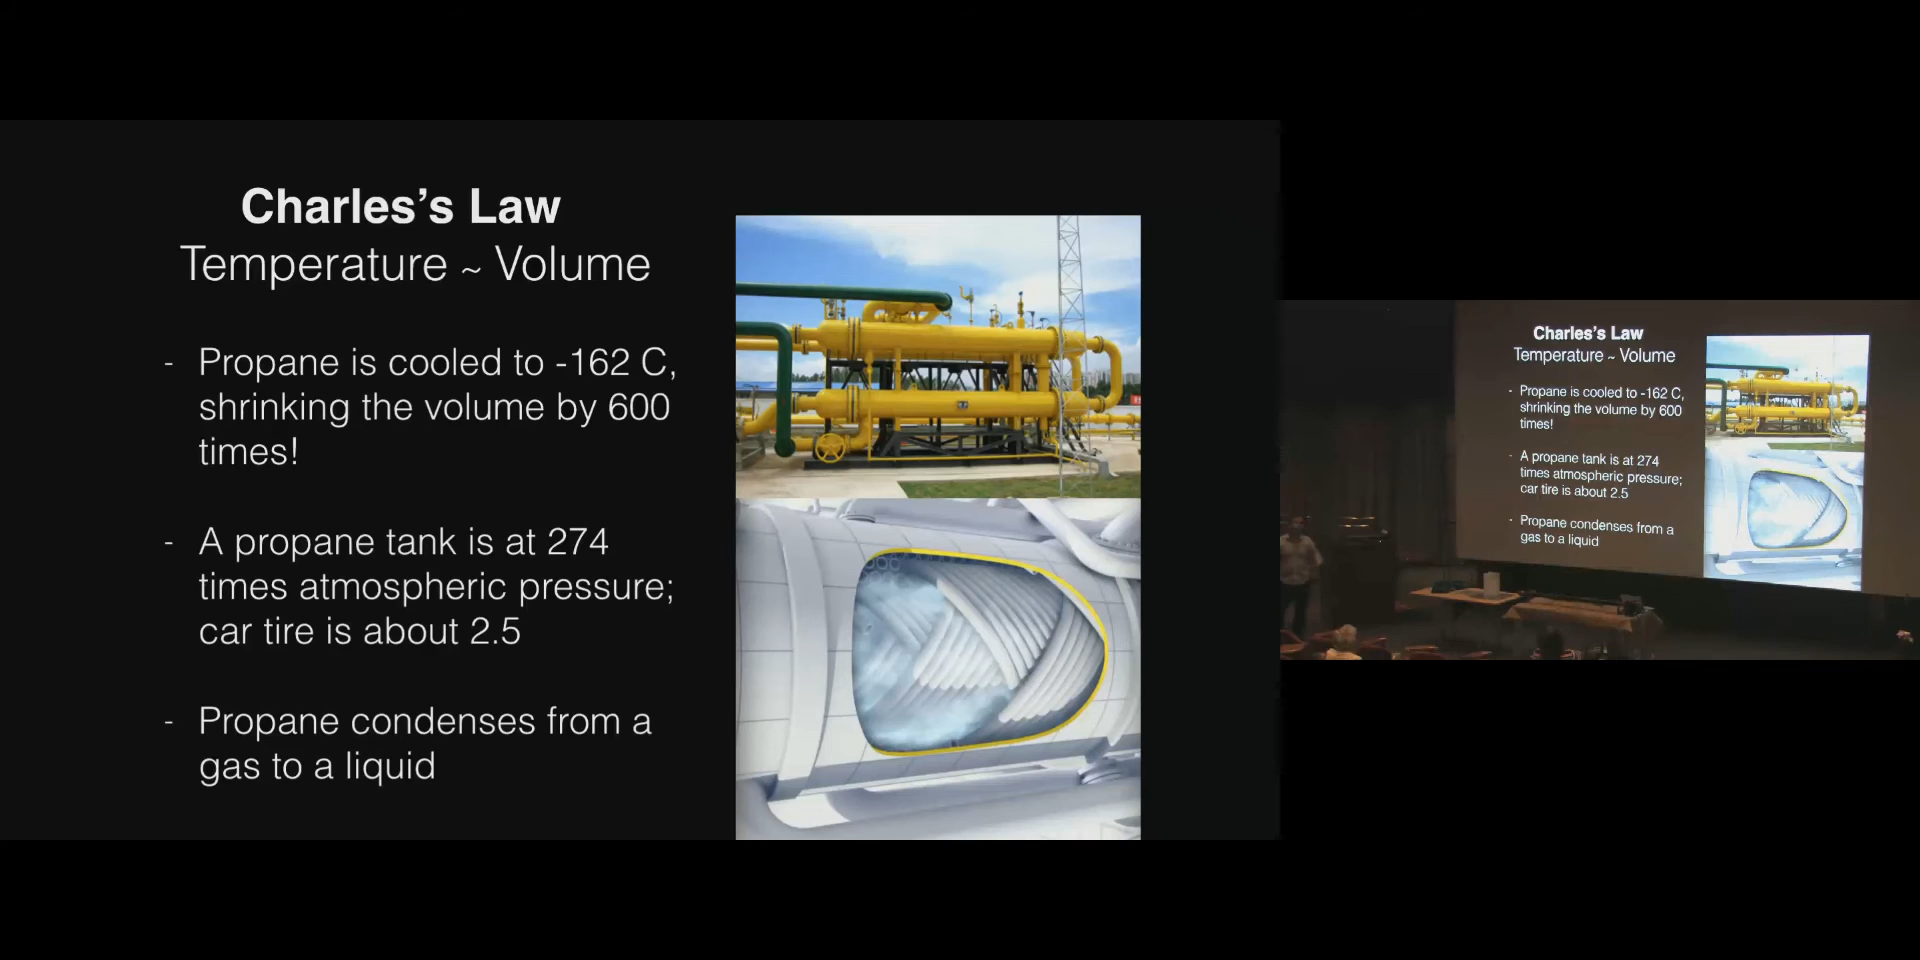 Charles's Law
Temperature ~ Volume
- Propane is cooled to -162 C,
shrinking the volume by 600
times!
- A propane tank is at 274
times atmospheric pressure;
car tire is about 2.5
- Propane condenses from a
gas to a liquid
Charles's Law
Temperature ~ Volume
- Propane is cooled to -162 C,
shrinking the volume by 600
times!
- A propane tank is at 274
times atmospheric pressure;
car tire is about 2.5
- Propane condenses from a
gas to a liquid